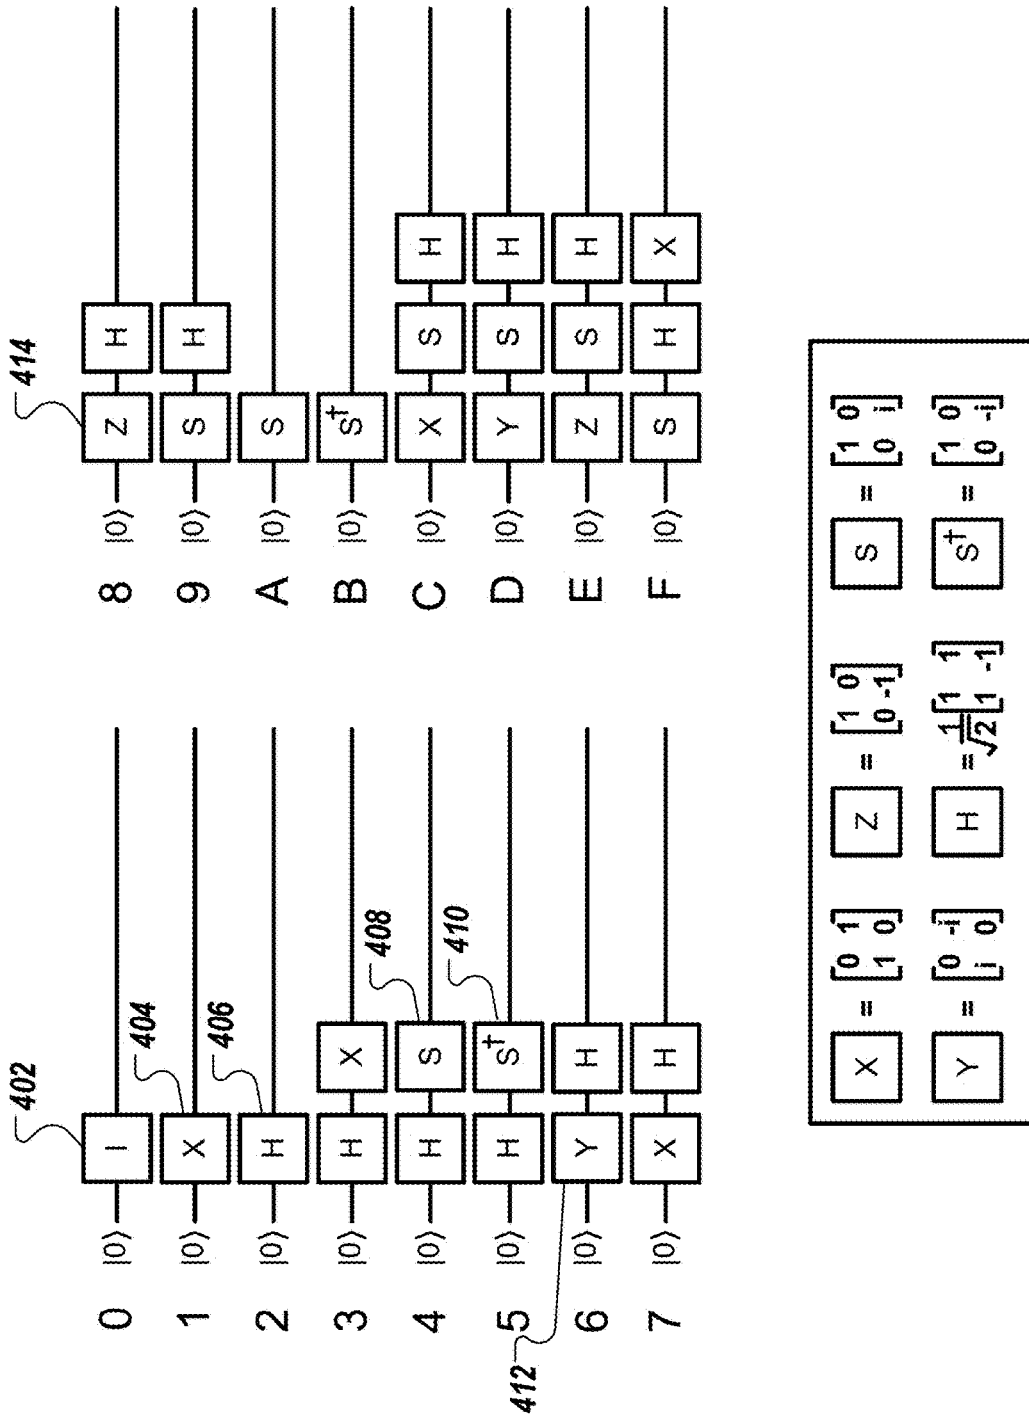 402
0 |0⟩ I
404
1 |0⟩ X
406
2 |0⟩ H
3 |0⟩ H X
408
4 |0⟩ H S
410
5 |0⟩ H S†
412
6 |0⟩ Y H
7 |0⟩ X H
414
8 |0⟩ Z H
9 |0⟩ S H
A |0⟩ S
B |0⟩ S†
C |0⟩ X S H
D |0⟩ Y S H
E |0⟩ Z S H
F |0⟩ S H X
X = [0 1
1 0]
Z = [1 0
0 -1]
S = [1 0
0 i]
Y = [0 -i
i 0]
H = 1/√2 [1 1
1 -1]
S† = [1 0
0 -i]